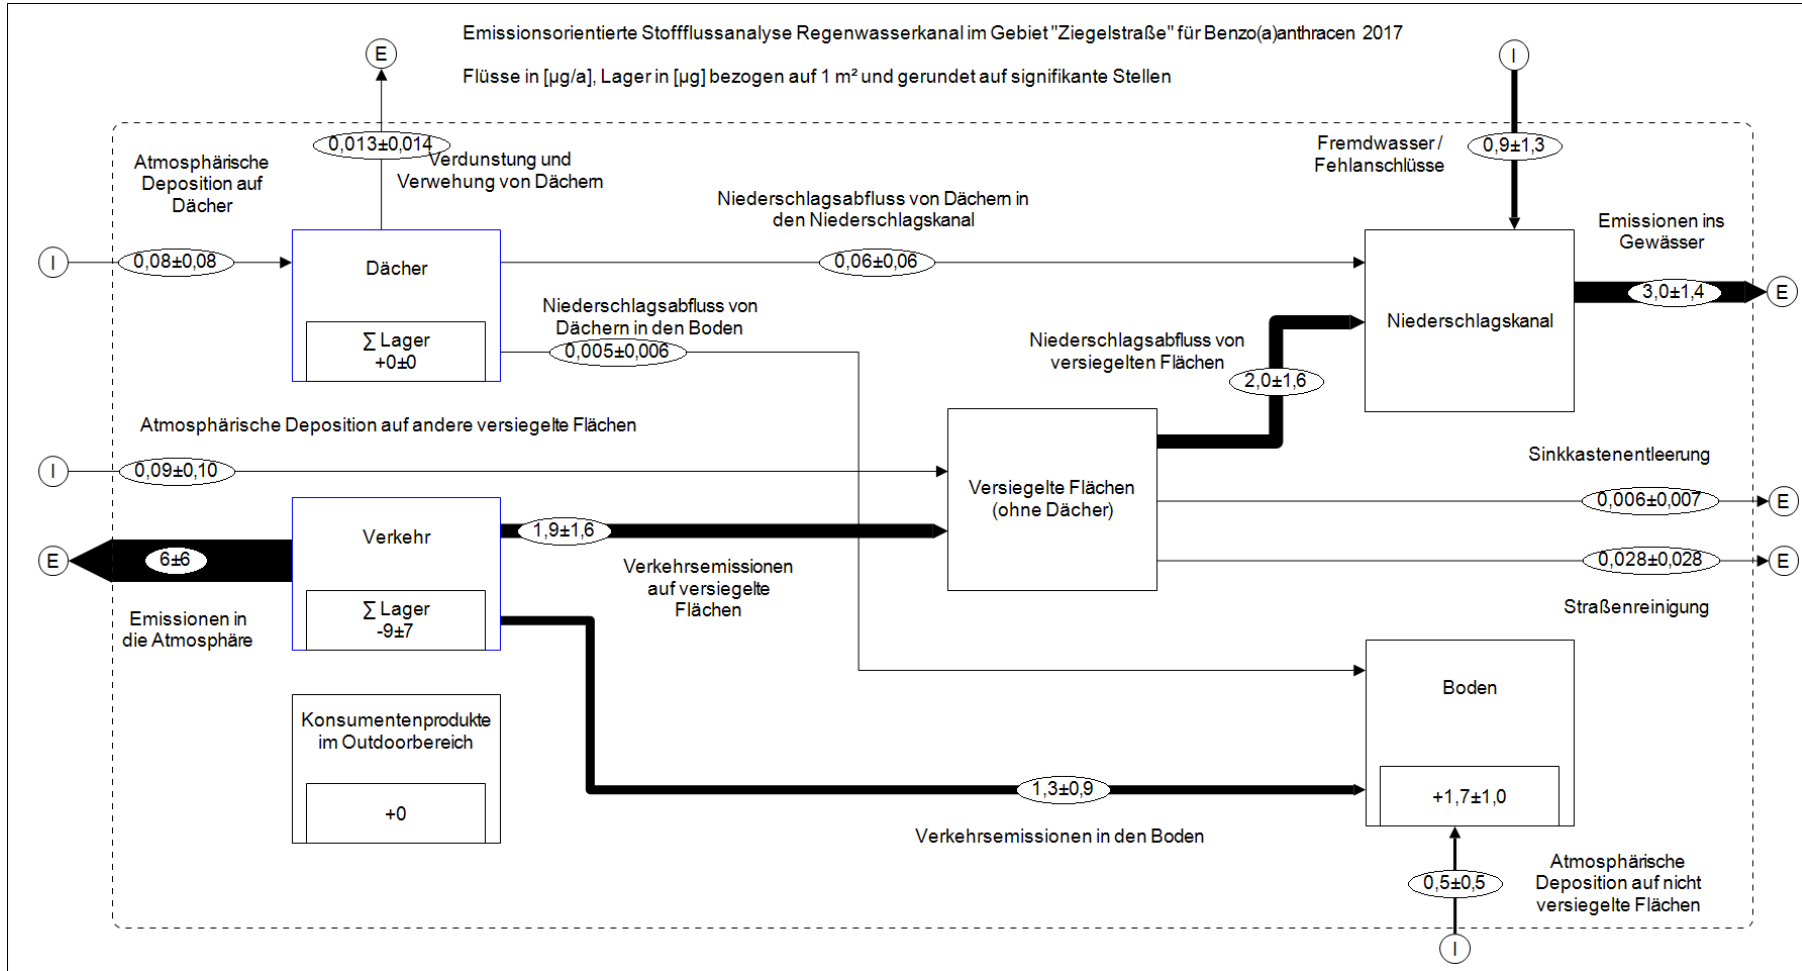 Emissionsorientierte Stoffflussanalyse Regenwasserkanal im Gebiet "Ziegelstraße" für Benzo(a)anthracen 2017
Flüsse in [µg/a], Lager in [µg] bezogen auf 1 m² und gerundet auf signifikante Stellen
E
I
0,013±0,014
Verdunstung und
Verwehung von Dächern
Atmosphärische
Deposition auf
Dächer
Fremdwasser /
Fehlanschlüsse
0,9±1,3
Niederschlagsabfluss von Dächern in
den Niederschlagskanal
Emissionen ins
Gewässer
I
0,08±0,08
Dächer
0,06±0,06
3,0±1,4
E
Niederschlagskanal
∑ Lager
+0±0
Niederschlagsabfluss von
Dächern in den Boden
0,005±0,006
Niederschlagsabfluss von
versiegelten Flächen
2,0±1,6
Atmosphärische Deposition auf andere versiegelte Flächen
I
0,09±0,10
Versiegelte Flächen
(ohne Dächer)
Sinkkastenentleerung
0,006±0,007
E
Verkehr
1,9±1,6
E
6±6
Verkehrsemissionen
auf versiegelte
Flächen
0,028±0,028
E
Straßenreinigung
Emissionen in
die Atmosphäre
∑ Lager
-9±7
Boden
Konsumentenprodukte
im Outdoorbereich
+0
1,3±0,9
+1,7±1,0
Verkehrsemissionen in den Boden
0,5±0,5
Atmosphärische
Deposition auf nicht
versiegelte Flächen
I